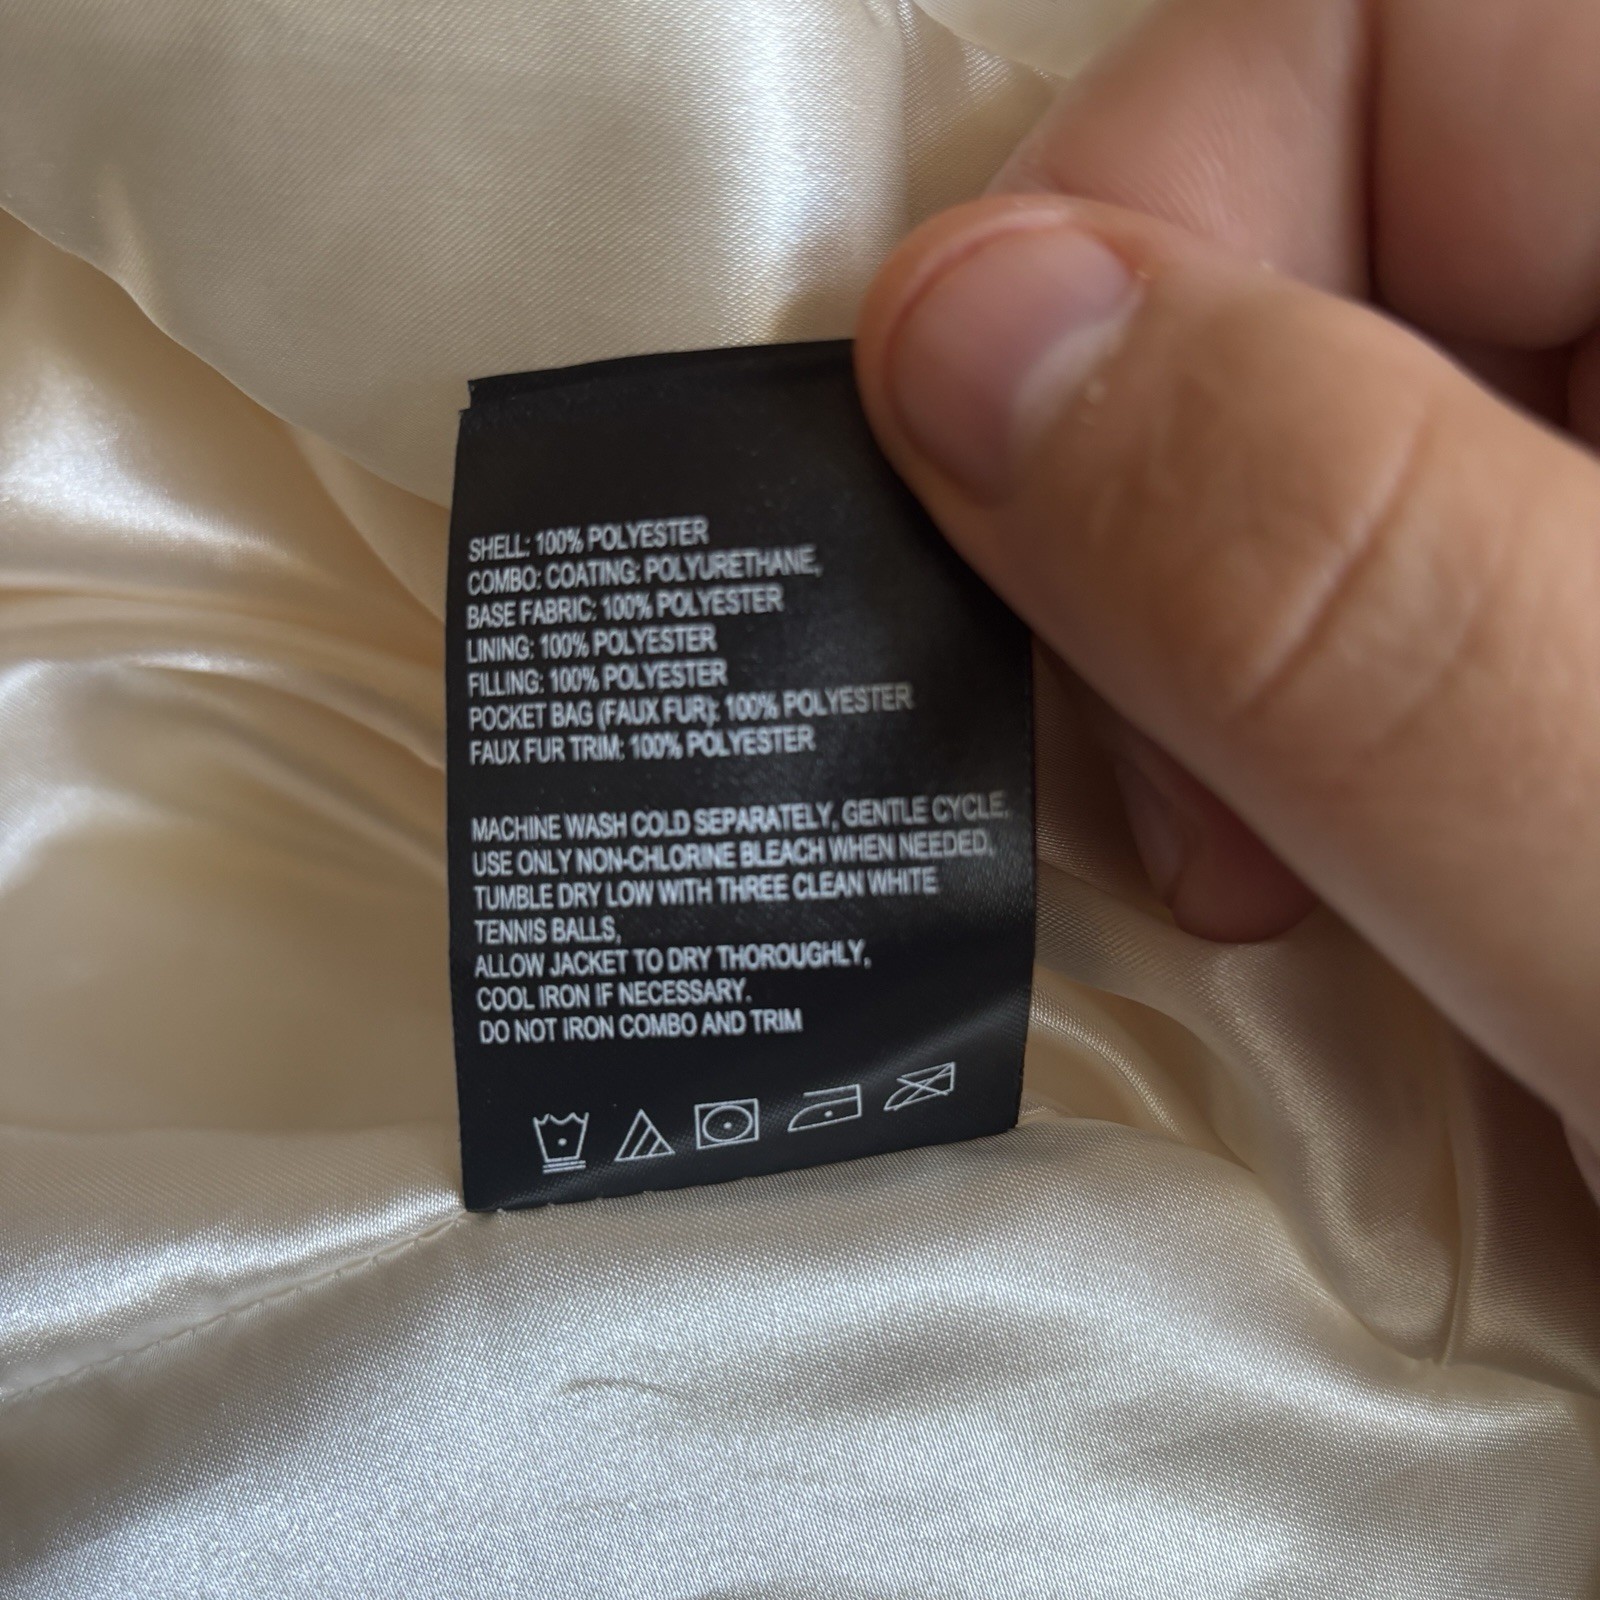 SHELL: 100% POLYESTER
COMBO: COATING: POLYURETHANE,
BASE FABRIC: 100% POLYESTER
LINING: 100% POLYESTER
FILLING: 100% POLYESTER
POCKET BAG (FAUX FUR): 100% POLYESTER
FAUX FUR TRIM: 100% POLYESTER
MACHINE WASH COLD SEPARATELY, GENTLE CYCLE,
USE ONLY NON-CHLORINE BLEACH WHEN NEEDED,
TUMBLE DRY LOW WITH THREE CLEAN WHITE
TENNIS BALLS,
ALLOW JACKET TO DRY THOROUGHLY,
COOL IRON IF NECESSARY.
DO NOT IRON COMBO AND TRIM